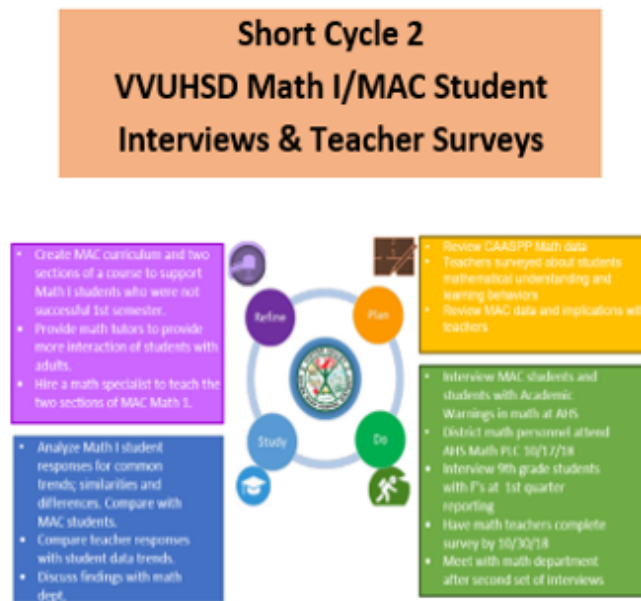 Short Cycle 2
VVUHSD Math I/MAC Student
Interviews & Teacher Surveys
• Create MAC curriculum and two
sections of a course to support
Math I students who were not
successful 1st semester.
• Provide math tutors to provide
more interaction of students with
adults.
• Hire a math specialist to teach the
two sections of MAC Math 1.
• Review CAASPP Math data
• Teachers surveyed about students
mathematical understanding and
learning behaviors
• Review MAC data and implications wit
teachers
Refine
Plan
Study
Do
• Analyze Math I student
responses for common
trends; similarities and
differences. Compare with
MAC students.
• Compare teacher responses
with student data trends.
• Discuss findings with math
dept.
• Interview MAC students and
students with Academic
Warnings in math at AHS
• District math personnel attend
AHS Math PLC 10/17/18
• Interview 9th grade students
with F's at 1st quarter
reporting
• Have math teachers complete
survey by 10/30/18
• Meet with math department
after second set of interviews